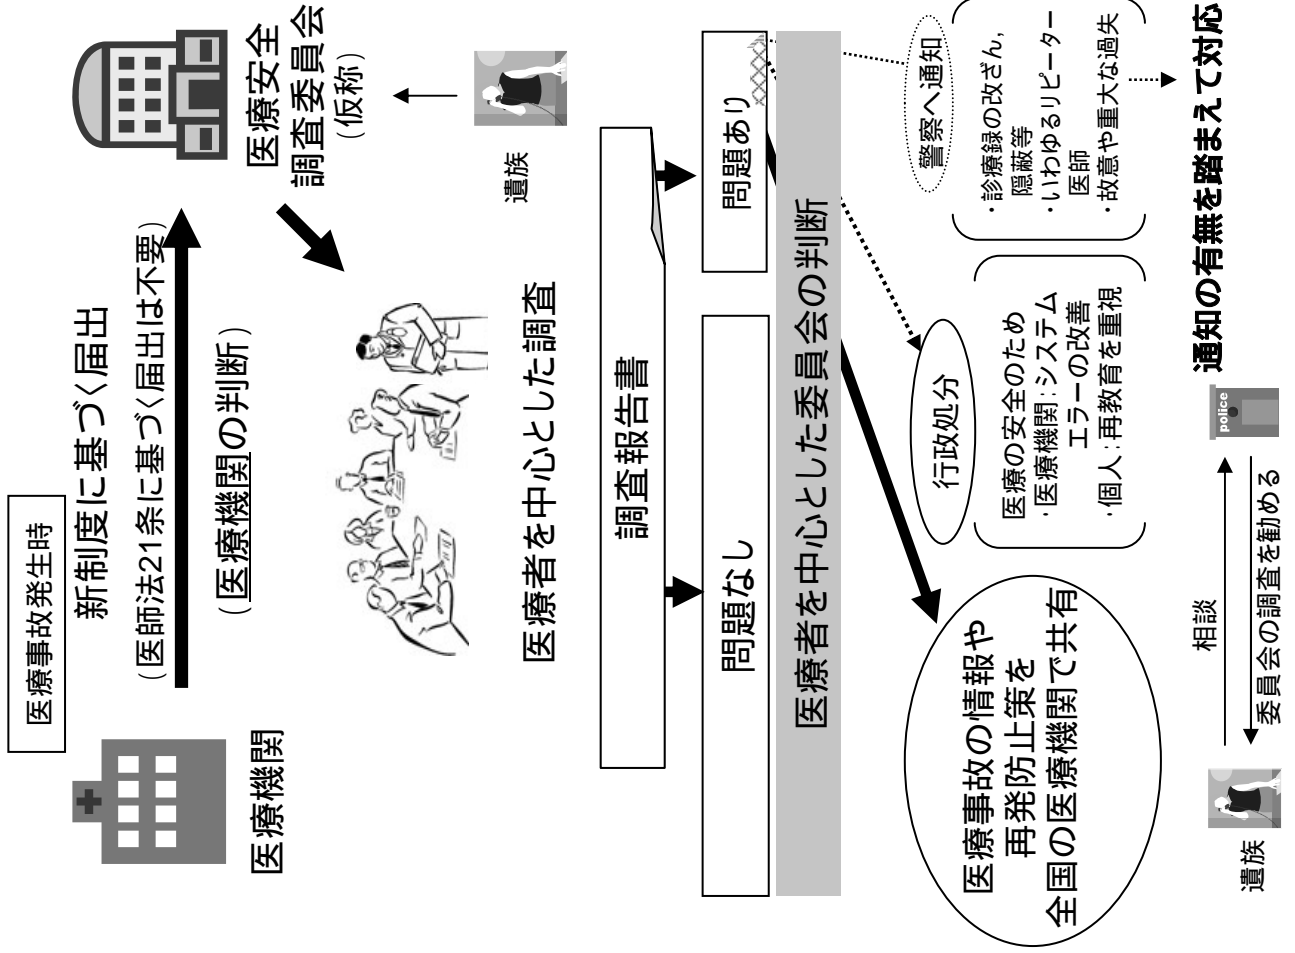 医療事故発生時
新制度に基づく届出
（医師法21条に基づく届出は不要）
（医療機関の判断）
医療機関
医療安全
調査委員会
（仮称）
遺族
医療者を中心とした調査
調査報告書
問題なし
問題あり
医療者を中心とした委員会の判断
医療事故の情報や
再発防止策を
全国の医療機関で共有
行政処分
医療の安全のため
・医療機関：システム
エラーの改善
・個人：再教育を重視
警察へ通知
・診療録の改ざん，
隠蔽等
・いわゆるリピーター
医師
・故意や重大な過失
遺族
相談
委員会の調査を勧める
police
通知の有無を踏まえて対応